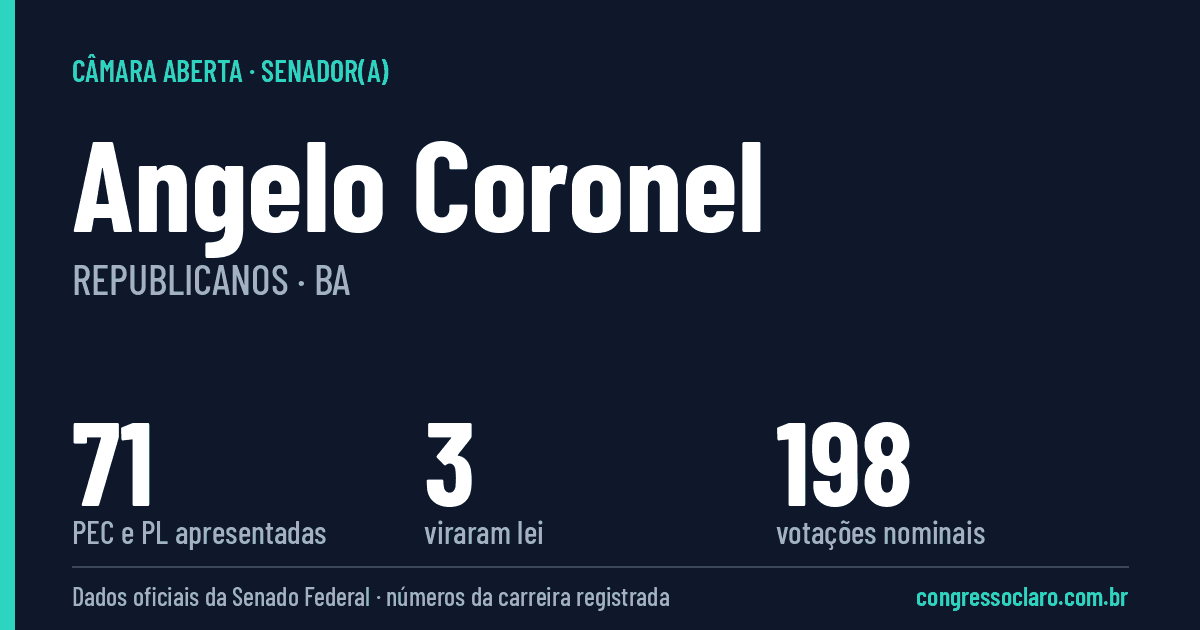 CÂMARA ABERTA · SENADOR(A)
Angelo Coronel
REPUBLICANOS · BA
71 3 198
PEC e PL apresentadas viraram lei votações nominais
Dados oficiais da Senado Federal · números da carreira registrada congressoclaro.com.br